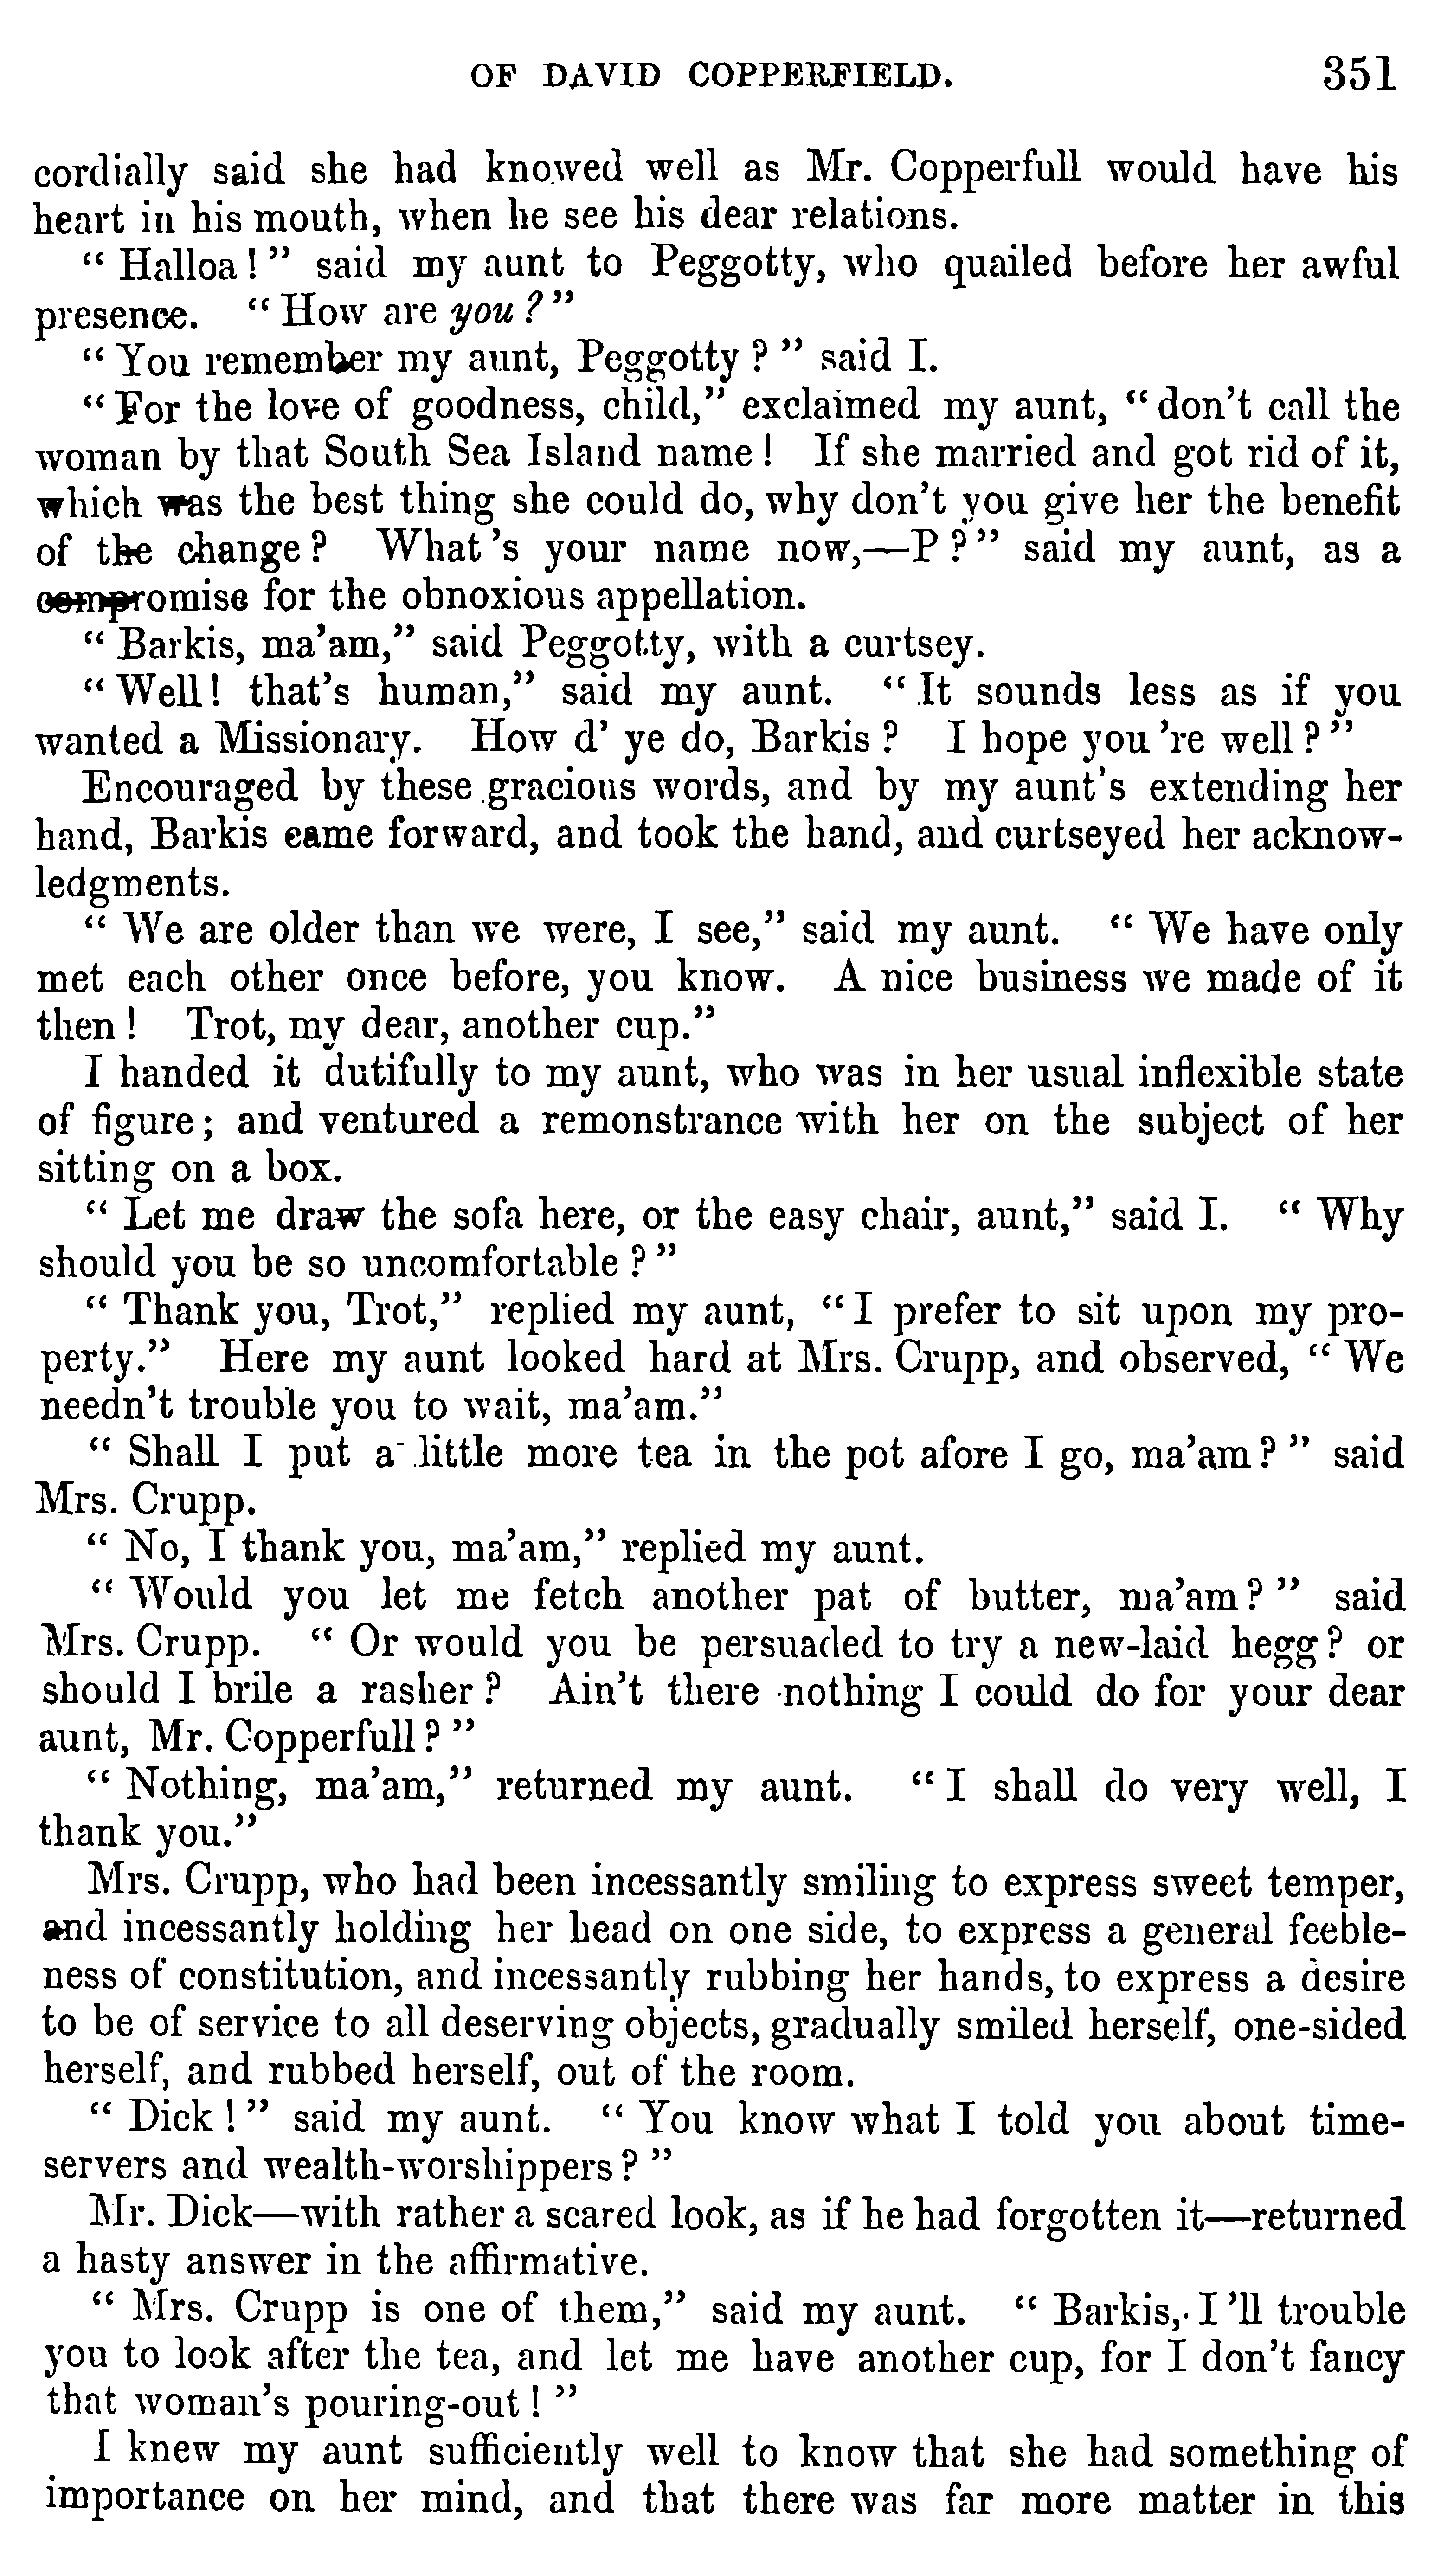 OF DAVID COPPERFIELD. 351
cordially said she had knowed well as Mr. Copperfull would have his
heart in his mouth, when he see his dear relations.
“ Halloa ! ” said my aunt to Peggotty, who quailed before her awful
presence. “ How are you ? ”
“ You remember my aunt, Peggotty ? ” said I.
“ For the love of goodness, child,” exclaimed my aunt, “ don’t call the
woman by that South Sea Island name ! If she married and got rid of it,
which was the best thing she could do, why don’t you give her the benefit
of the change ? What ’s your name now,—P ? ” said my aunt, as a
compromise for the obnoxious appellation.
“ Barkis, ma’am,” said Peggotty, with a curtsey.
“ Well ! that’s human,” said my aunt. “ It sounds less as if you
wanted a Missionary. How d’ ye do, Barkis ? I hope you ’re well ? ”
Encouraged by these gracious words, and by my aunt’s extending her
hand, Barkis came forward, and took the hand, and curtseyed her acknow-
ledgments.
“ We are older than we were, I see,” said my aunt. “ We have only
met each other once before, you know. A nice business we made of it
then ! Trot, my dear, another cup.”
I handed it dutifully to my aunt, who was in her usual inflexible state
of figure ; and ventured a remonstrance with her on the subject of her
sitting on a box.
“ Let me draw the sofa here, or the easy chair, aunt,” said I. “ Why
should you be so uncomfortable ? ”
“ Thank you, Trot,” replied my aunt, “ I prefer to sit upon my pro-
perty.” Here my aunt looked hard at Mrs. Crupp, and observed, “ We
needn’t trouble you to wait, ma’am.”
“ Shall I put a little more tea in the pot afore I go, ma’am ? ” said
Mrs. Crupp.
“ No, I thank you, ma’am,” replied my aunt.
“ Would you let me fetch another pat of butter, ma’am ? ” said
Mrs. Crupp. “ Or would you be persuaded to try a new-laid hegg ? or
should I brile a rasher ? Ain’t there nothing I could do for your dear
aunt, Mr. Copperfull ? ”
“ Nothing, ma’am,” returned my aunt. “ I shall do very well, I
thank you.”
Mrs. Crupp, who had been incessantly smiling to express sweet temper,
and incessantly holding her head on one side, to express a general feeble-
ness of constitution, and incessantly rubbing her hands, to express a desire
to be of service to all deserving objects, gradually smiled herself, one-sided
herself, and rubbed herself, out of the room.
“ Dick ! ” said my aunt. “ You know what I told you about time-
servers and wealth-worshippers ? ”
Mr. Dick—with rather a scared look, as if he had forgotten it—returned
a hasty answer in the affirmative.
“ Mrs. Crupp is one of them,” said my aunt. “ Barkis, I ’ll trouble
you to look after the tea, and let me have another cup, for I don’t fancy
that woman’s pouring-out ! ”
I knew my aunt sufficiently well to know that she had something of
importance on her mind, and that there was far more matter in this